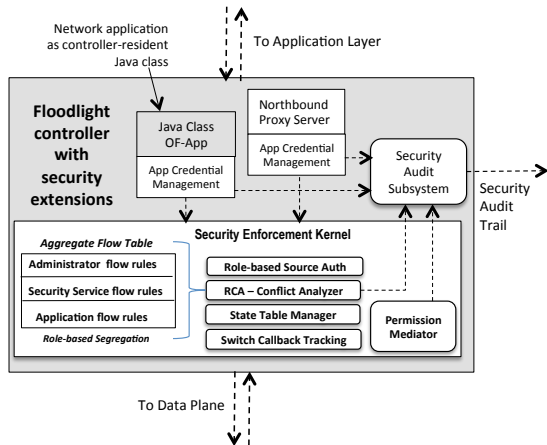 Network application
as controller-resident
Java class
To Application Layer
Floodlight
controller
with
security
extensions
Java Class
OF-App
App Credential
Management
Northbound
Proxy Server
App Credential
Management
Security
Audit
Subsystem
Security
Audit
Trail
Security Enforcement Kernel
Aggregate Flow Table
Administrator flow rules
Security Service flow rules
Application flow rules
Role-based Segregation
Role-based Source Auth
RCA – Conflict Analyzer
State Table Manager
Switch Callback Tracking
Permission
Mediator
To Data Plane